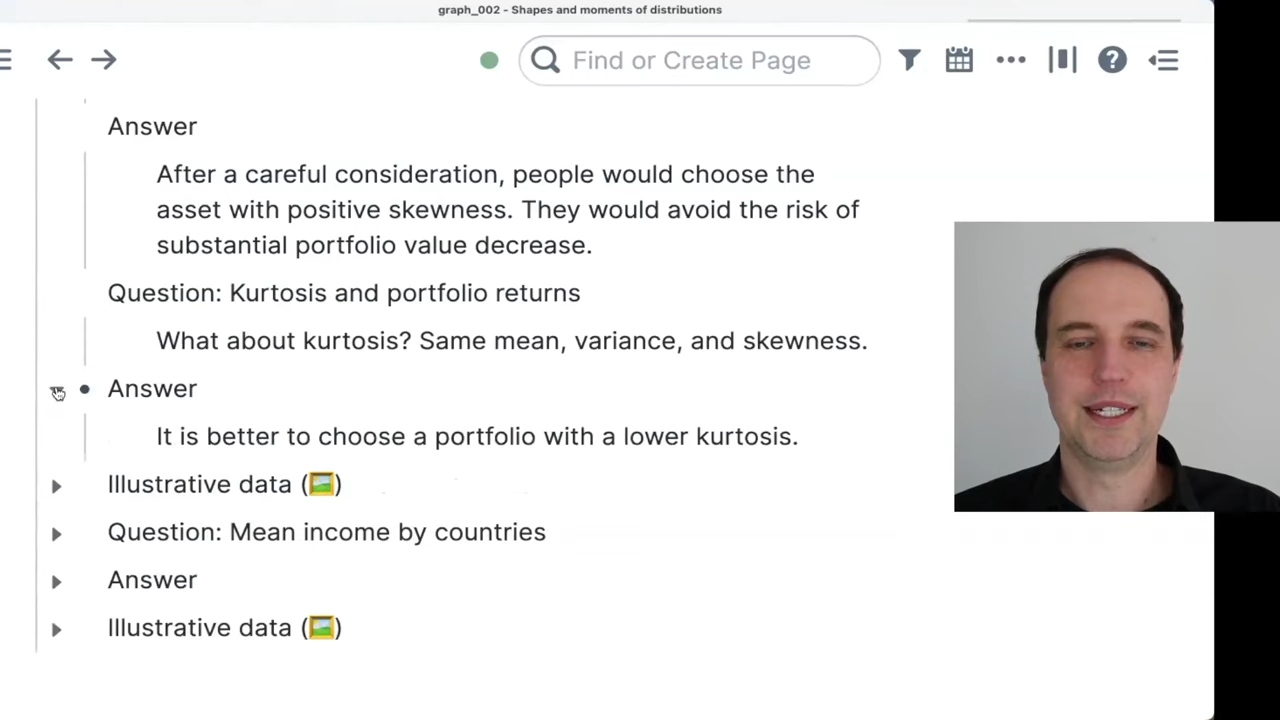 graph_002 - Shapes and moments of distributions
Find or Create Page
Answer
After a careful consideration, people would choose the
asset with positive skewness. They would avoid the risk of
substantial portfolio value decrease.
Question: Kurtosis and portfolio returns
What about kurtosis? Same mean, variance, and skewness.
Answer
It is better to choose a portfolio with a lower kurtosis.
Illustrative data (🖼️)
Question: Mean income by countries
Answer
Illustrative data (🖼️)